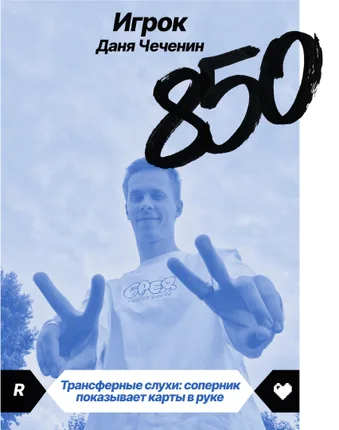 Игрок
Даня Чеченин
850
R
Трансферные слухи: соперник
показывает карты в руке